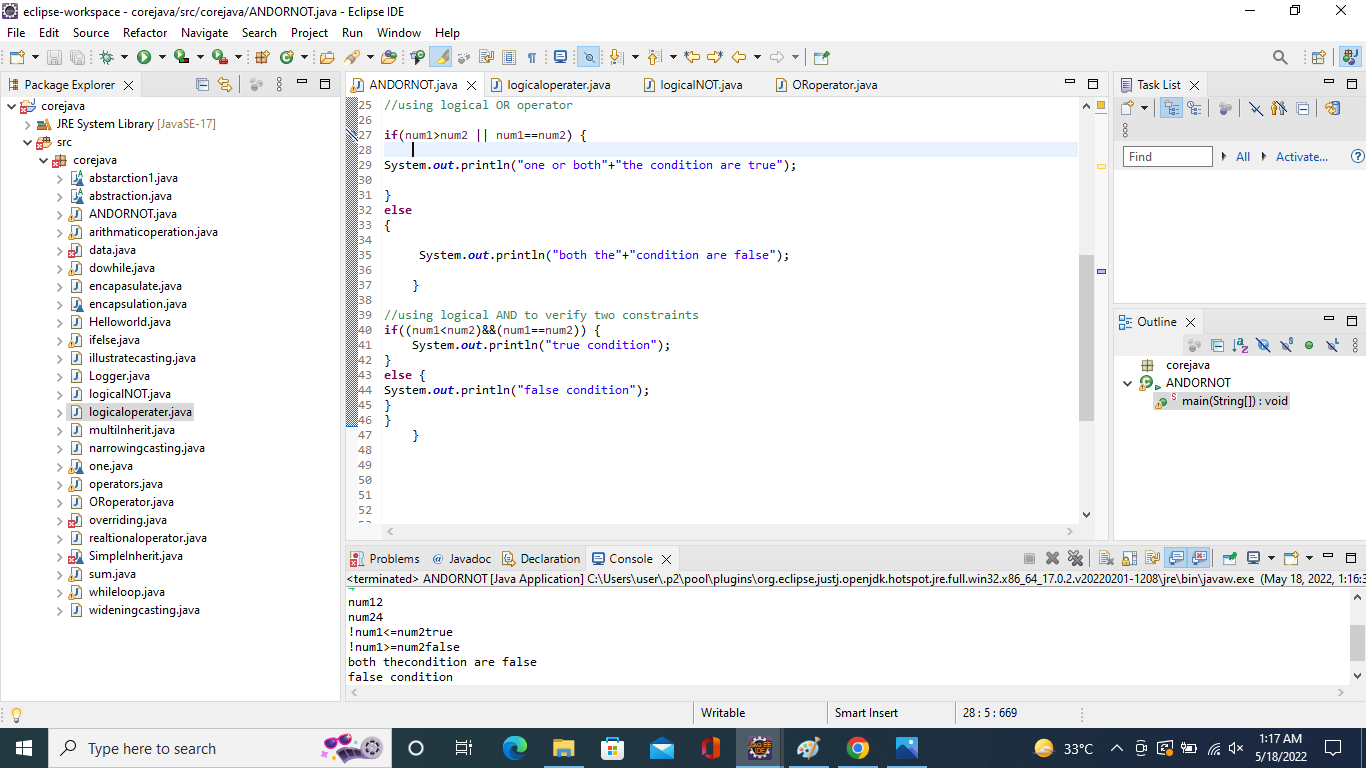 eclipse-workspace - corejava/src/corejava/ANDORNOT.java - Eclipse IDE
File Edit Source Refactor Navigate Search Project Run Window Help
Package Explorer
corejava
JRE System Library [JavaSE-17]
src
corejava
abstarction1.java
abstraction.java
ANDORNOT.java
arithmaticoperation.java
data.java
dowhile.java
encapasulate.java
encapsulation.java
Helloworld.java
ifelse.java
illustratecasting.java
Logger.java
logicalNOT.java
logicaloperater.java
multiInherit.java
narrowingcasting.java
one.java
operators.java
ORoperator.java
overriding.java
realtionaloperator.java
SimpleInherit.java
sum.java
whileloop.java
wideningcasting.java
ANDORNOT.java logicaloperater.java logicalNOT.java ORoperator.java
25 //using logical OR operator
26
27 if(num1>num2 || num1==num2) {
28
29 System.out.println("one or both"+"the condition are true");
30
31 }
32 else
33 {
34
35 System.out.println("both the"+"condition are false");
36
37 }
38
39 //using logical AND to verify two constraints
40 if((num1<num2)&&(num1==num2)) {
41 System.out.println("true condition");
42 }
43 else {
44 System.out.println("false condition");
45 }
46 }
47 }
48
49
50
51
52
Task List
Find All Activate...
Outline
corejava
ANDORNOT
main(String[]) : void
Problems Javadoc Declaration Console
<terminated> ANDORNOT [Java Application] C:\Users\user\.p2\pool\plugins\org.eclipse.justj.openjdk.hotspot.jre.full.win32.x86_64_17.0.2.v20220201-1208\jre\bin\javaw.exe (May 18, 2022, 1:16:3
num12
num24
!num1<=num2true
!num1>=num2false
both thecondition are false
false condition
Writable Smart Insert 28 : 5 : 669
Type here to search
33°C
1:17 AM
5/18/2022